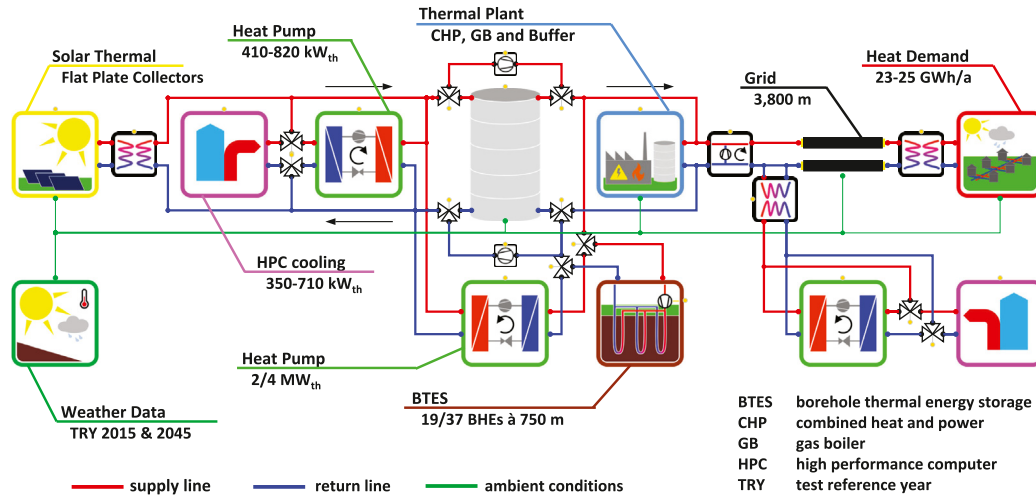 Solar Thermal
Flat Plate Collectors
Heat Pump
410-820 kWth
Thermal Plant
CHP, GB and Buffer
Grid
3,800 m
Heat Demand
23-25 GWh/a
HPC cooling
350-710 kWth
Heat Pump
2/4 MWth
BTES
19/37 BHEs à 750 m
Weather Data
TRY 2015 & 2045
BTES borehole thermal energy storage
CHP combined heat and power
GB gas boiler
HPC high performance computer
TRY test reference year
supply line
return line
ambient conditions